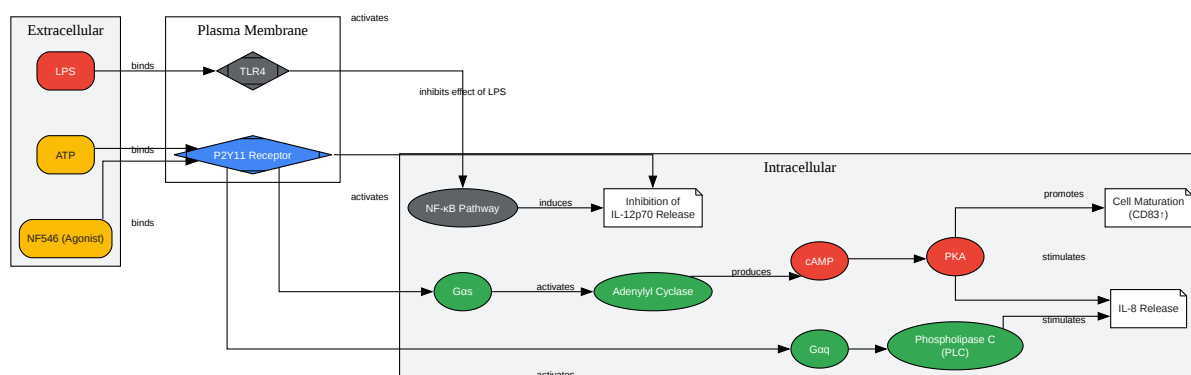 activates
Extracellular
Plasma Membrane
LPS
binds
TLR4
inhibits effect of LPS
ATP
binds
P2Y11 Receptor
Intracellular
activates
NF-κB Pathway
induces
Inhibition of
IL-12p70 Release
promotes
Cell Maturation
(CD83↑)
NF546 (Agonist)
binds
cAMP
PKA
stimulates
produces
Gαs
activates
Adenylyl Cyclase
IL-8 Release
stimulates
Gαq
Phospholipase C
(PLC)
activates